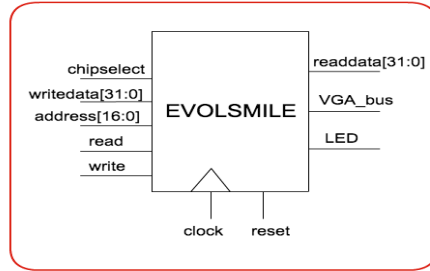 chipselect
writedata[31:0]
address[16:0]
read
write
EVOLSMILE
readdata[31:0]
VGA_bus
LED
clock
reset